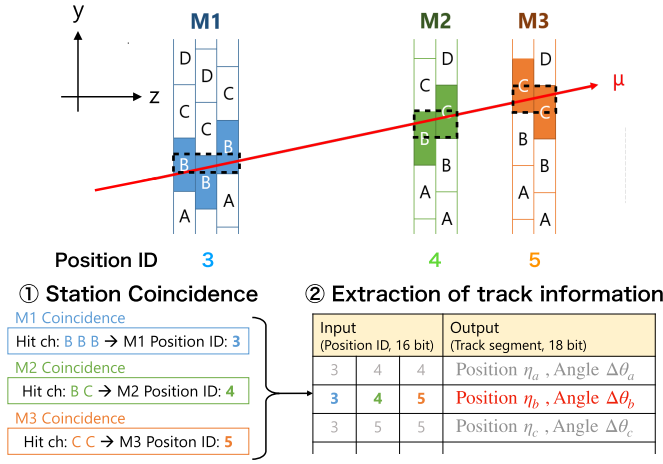 y
M1
M2
M3
D
D
D
D
C
C
C
C
C
C
C
μ
z
B
B
B
B
B
B
A
A
A
A
A
A
Position ID
3
4
5
① Station Coincidence
② Extraction of track information
M1 Coincidence
Hit ch: B B B → M1 Position ID: 3
M2 Coincidence
Hit ch: B C → M2 Position ID: 4
M3 Coincidence
Hit ch: C C → M3 Positon ID: 5
Input
(Position ID, 16 bit)
Output
(Track segment, 18 bit)
3 4 4 Position ηa , Angle Δθa
3 4 5 Position ηb , Angle Δθb
3 5 5 Position ηc , Angle Δθc